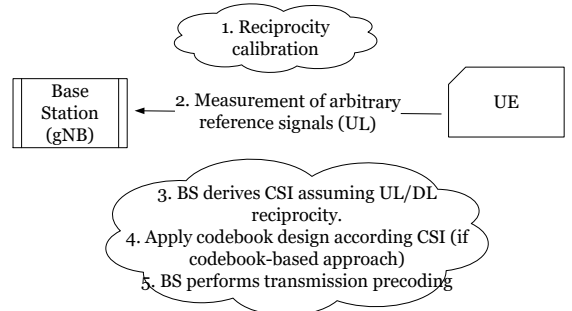 1. Reciprocity
calibration
Base
Station
(gNB)
2. Measurement of arbitrary
reference signals (UL)
UE
3. BS derives CSI assuming UL/DL
reciprocity.
4. Apply codebook design according CSI (if
codebook-based approach)
5. BS performs transmission precoding